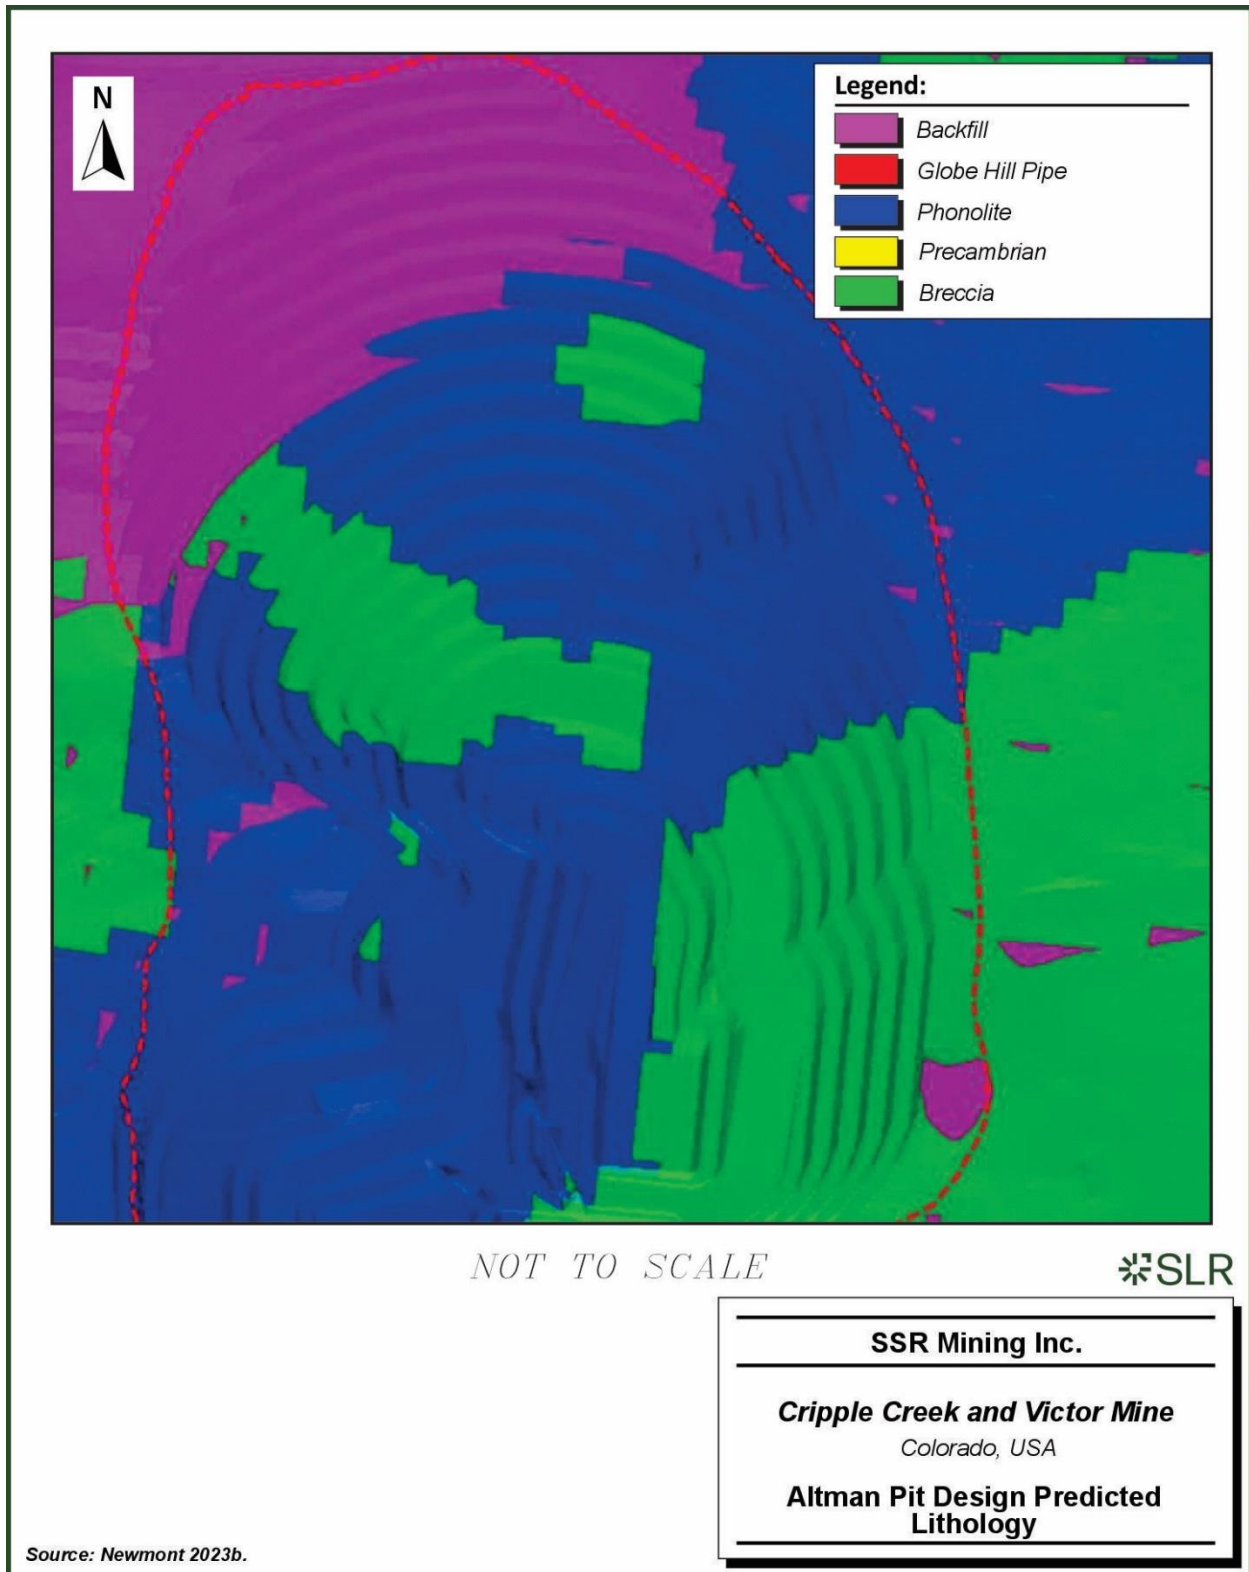 N
Legend:
Backfill
Globe Hill Pipe
Phonolite
Precambrian
Breccia
NOT TO SCALE
SLR
SSR Mining Inc.
Cripple Creek and Victor Mine
Colorado, USA
Altman Pit Design Predicted
Lithology
Source: Newmont 2023b.